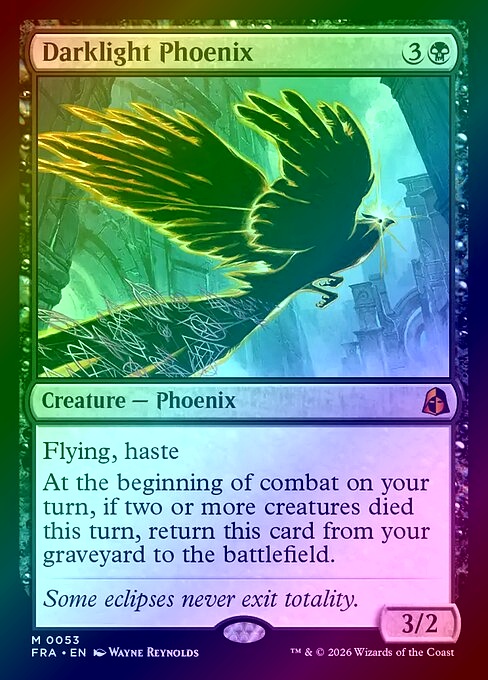 Darklight Phoenix 3
Creature — Phoenix
Flying, haste
At the beginning of combat on your
turn, if two or more creatures died
this turn, return this card from your
graveyard to the battlefield.
Some eclipses never exit totality.
3/2
M 0053
FRA • EN Wayne Reynolds
™ & © 2026 Wizards of the Coast